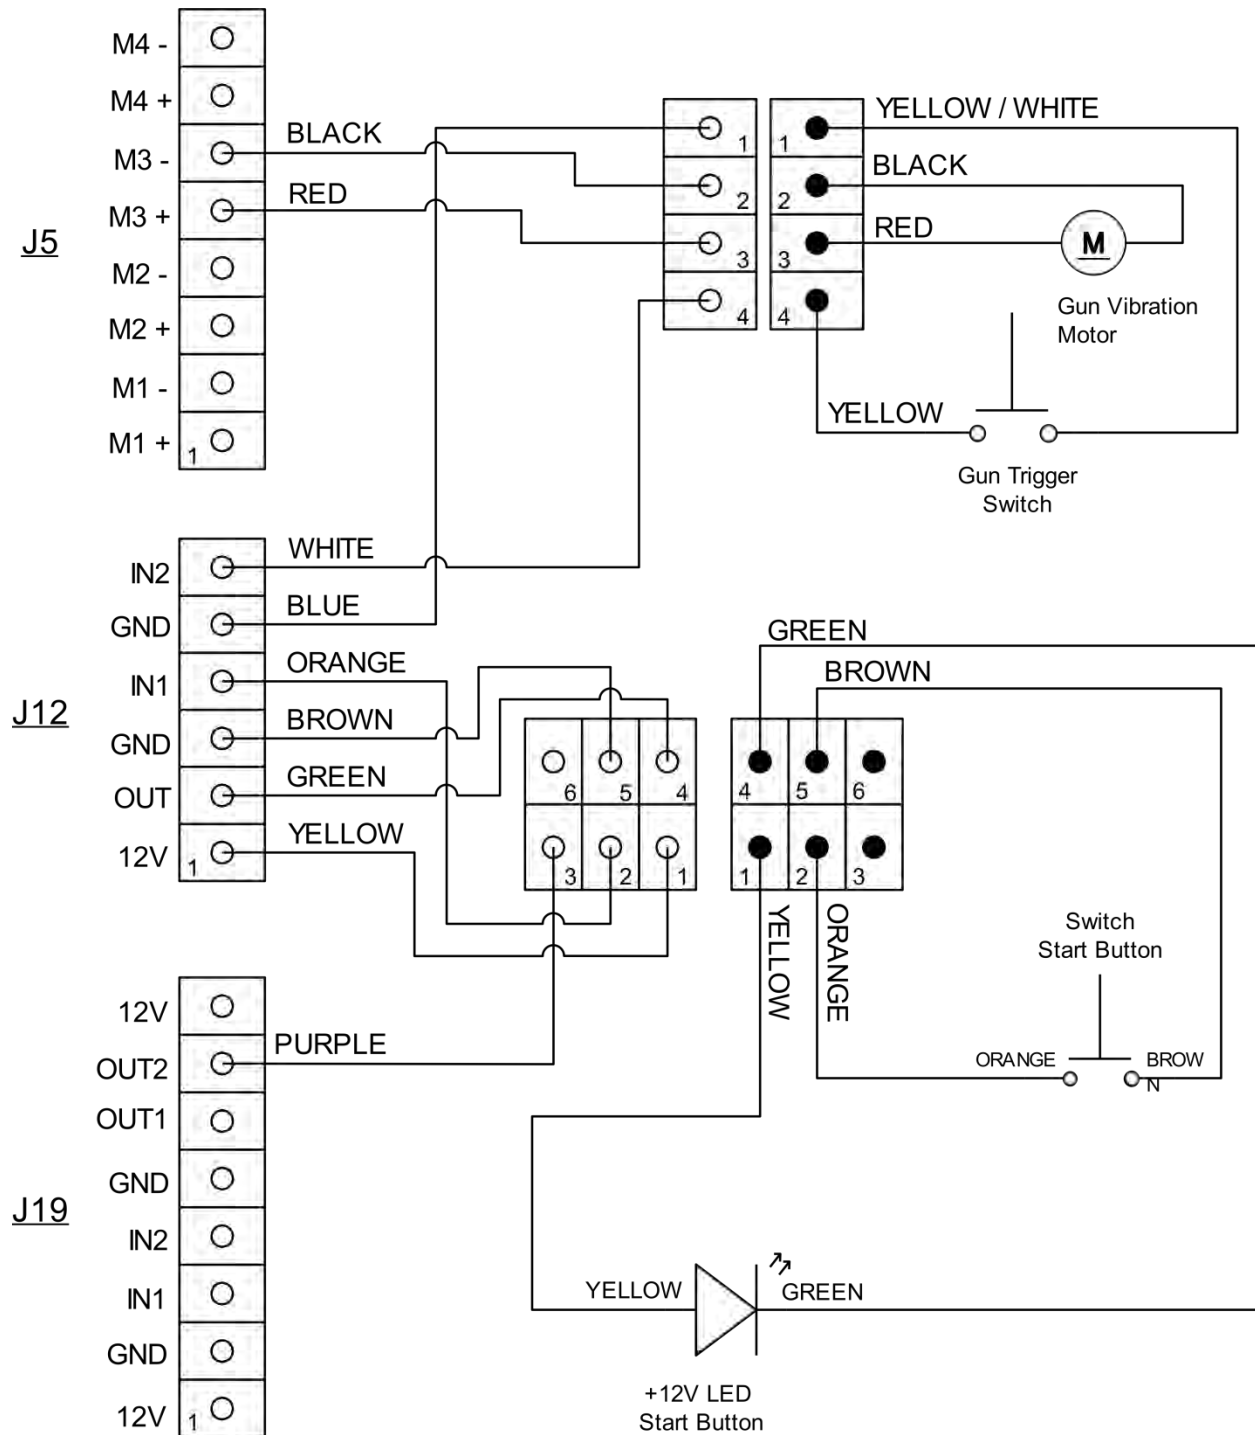 M4 -
M4 +
M3 -
M3 +
M2 -
M2 +
M1 -
M1 +
1
J5
BLACK
RED
1
2
3
4
1
2
3
4
YELLOW / WHITE
BLACK
RED
M
Gun Vibration
Motor
YELLOW
Gun Trigger
Switch
IN2
GND
IN1
GND
OUT
12V
1
J12
WHITE
BLUE
ORANGE
BROWN
GREEN
YELLOW
6
5
4
3
2
1
GREEN
BROWN
4
5
6
1
2
3
YELLOW
ORANGE
Switch
Start Button
ORANGE
BROW
N
12V
OUT2
OUT1
GND
IN2
IN1
GND
12V
1
J19
PURPLE
YELLOW
GREEN
+12V LED
Start Button